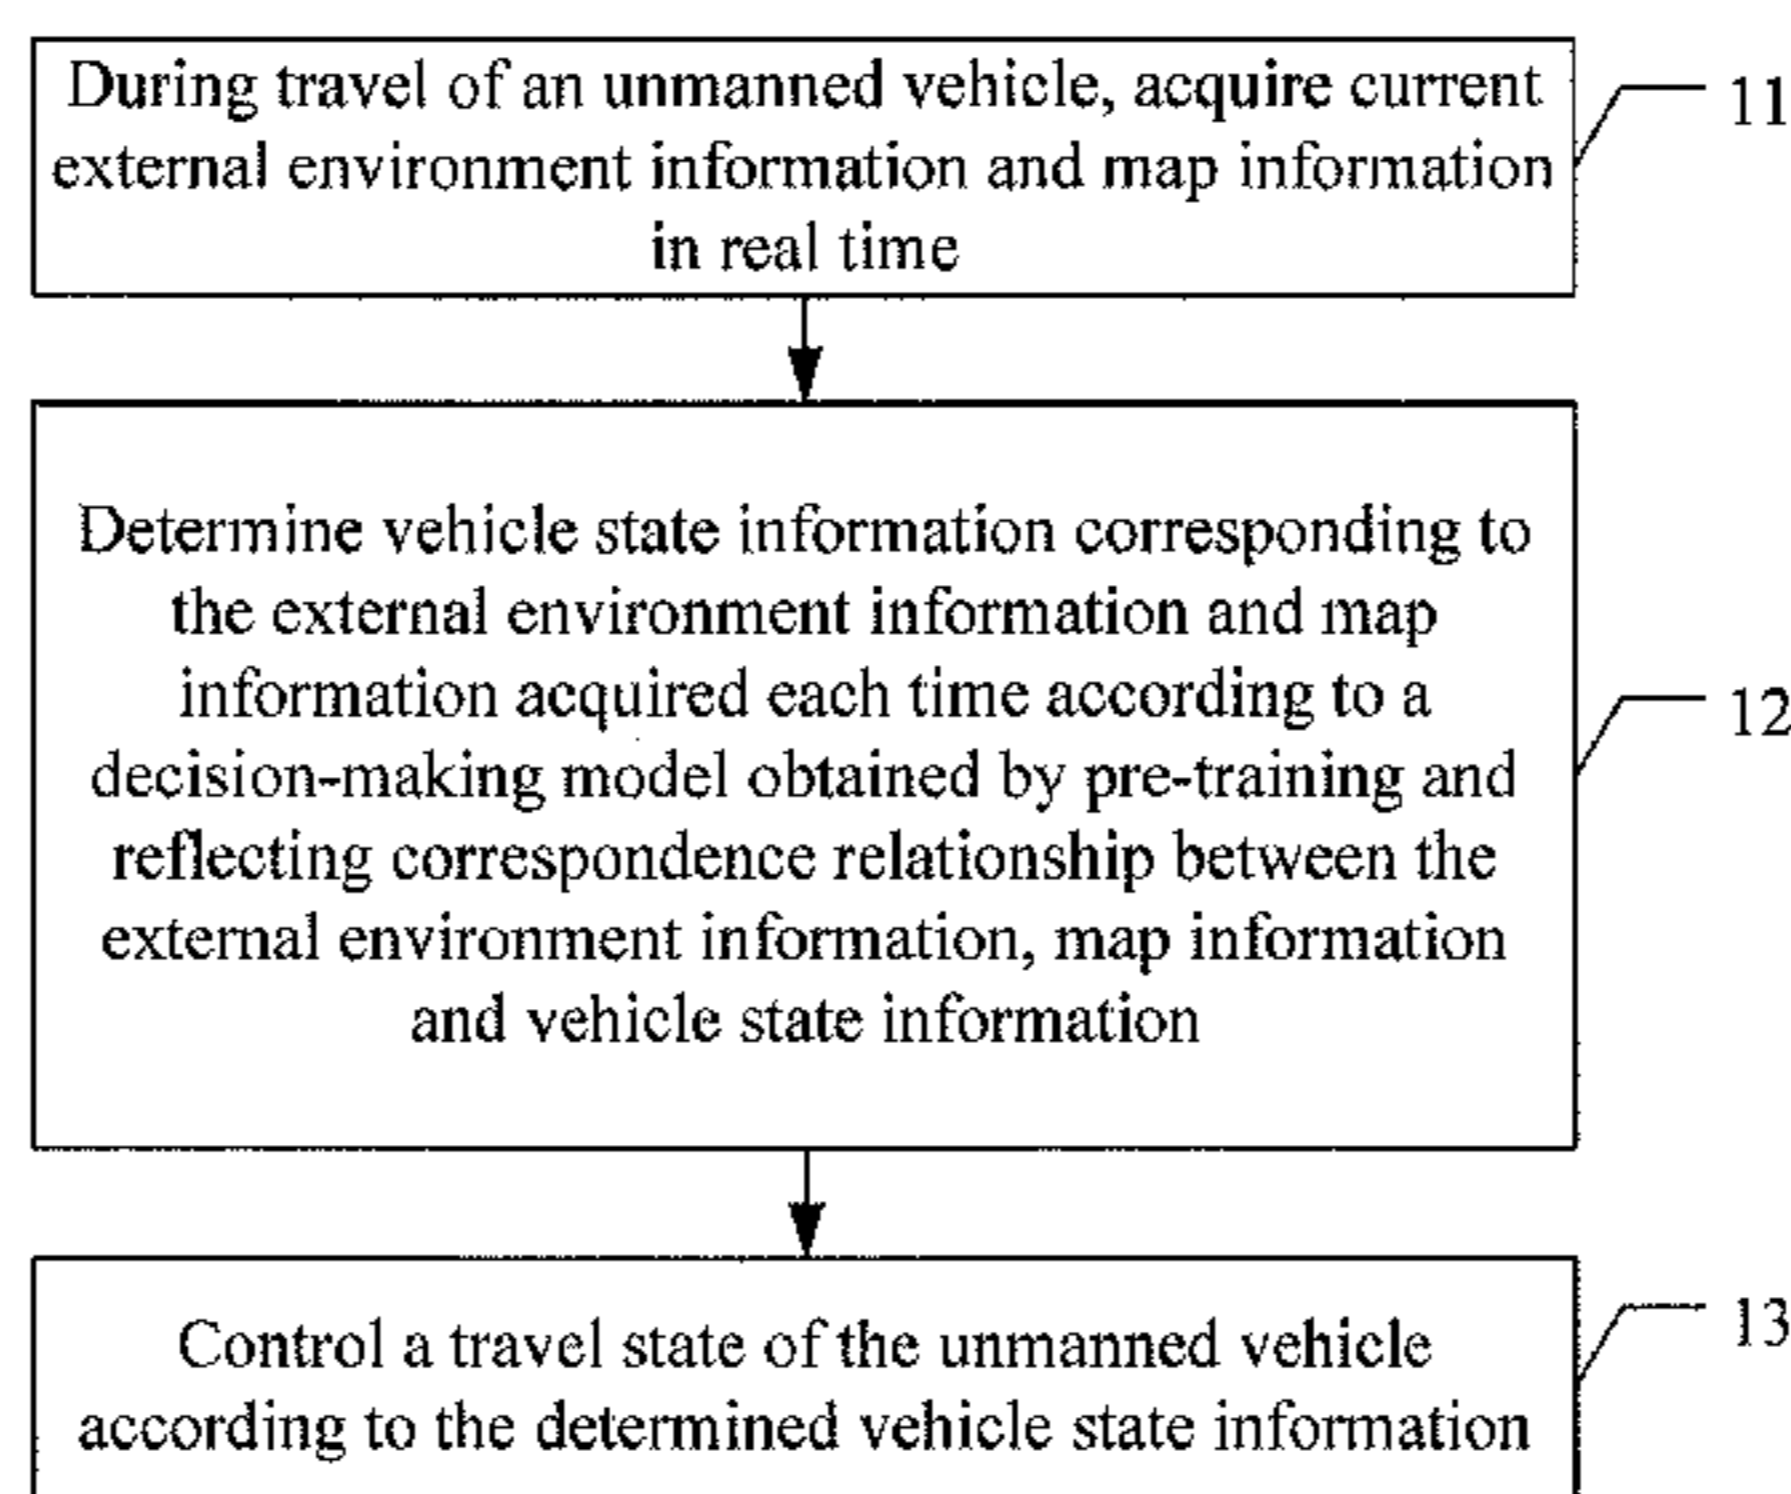 During travel of an unmanned vehicle, acquire current
external environment information and map information
in real time
11
Determine vehicle state information corresponding to
the external environment information and map
information acquired each time according to a
decision-making model obtained by pre-training and
reflecting correspondence relationship between the
external environment information, map information
and vehicle state information
12
Control a travel state of the unmanned vehicle
according to the determined vehicle state information
13